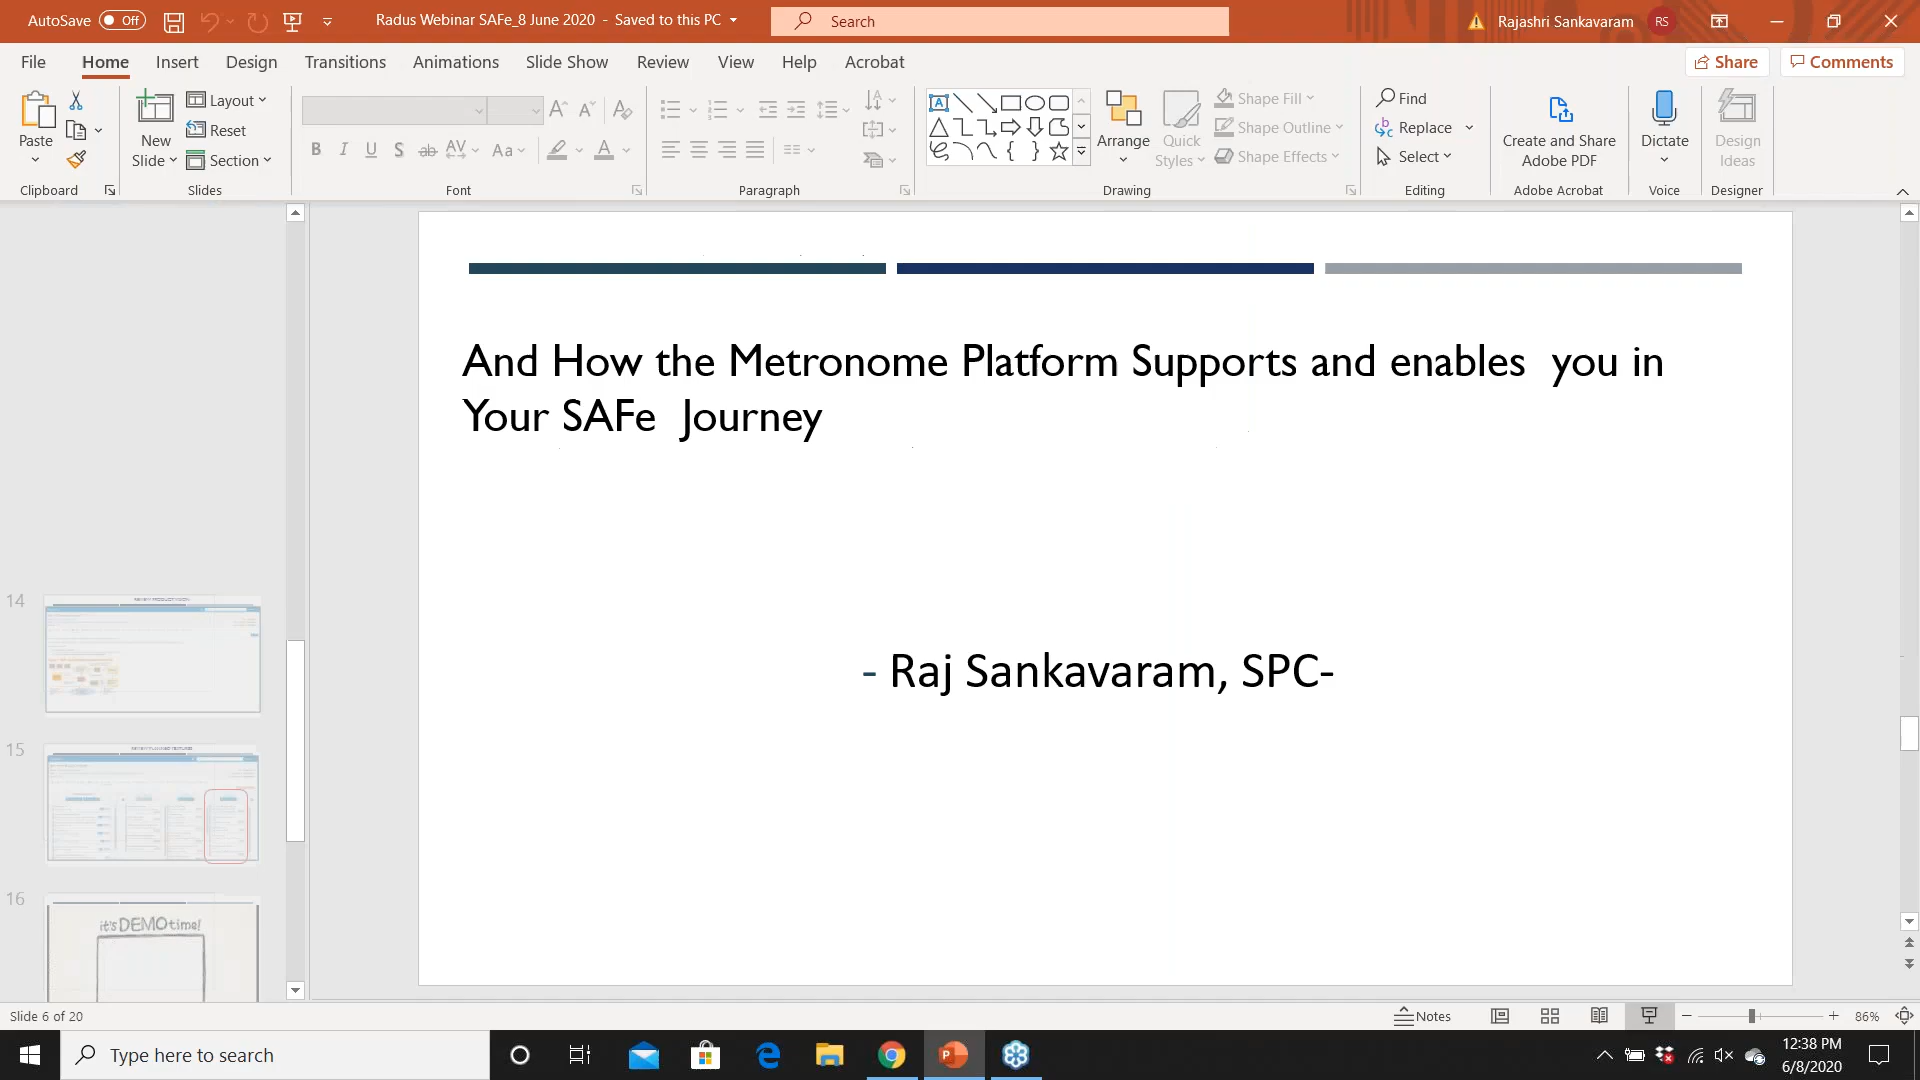 AutoSave Off
Radus Webinar SAFe_8 June 2020 - Saved to this PC
Search
Rajashri Sankavaram RS
File Home Insert Design Transitions Animations Slide Show Review View Help Acrobat Share Comments
Paste
New Slide
Layout
Reset
Section
B I U S ab AV Aa A
Arrange
Quick Styles
Shape Fill
Shape Outline
Shape Effects
Find
Replace
Select
Create and Share Adobe PDF
Dictate
Design Ideas
Clipboard Slides Font Paragraph Drawing Editing Adobe Acrobat Voice Designer
And How the Metronome Platform Supports and enables you in
Your SAFe Journey
- Raj Sankavaram, SPC-
14
15
16
it's DEMO time!
Slide 6 of 20
Notes
86%
Type here to search
12:38 PM
6/8/2020